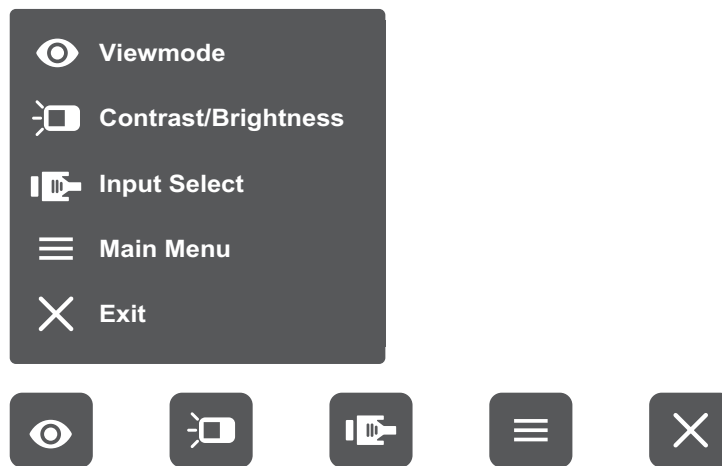 Viewmode
Contrast/Brightness
Input Select
Main Menu
Exit